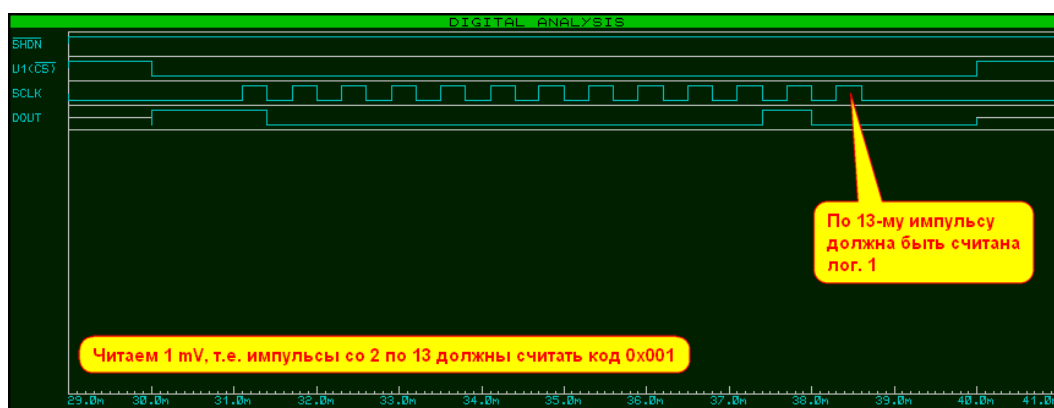 DIGITAL ANALYSIS
SHDN
U1(CS)
SCLK
DOUT
По 13-му импульсу
должна быть считана
лог. 1
Читаем 1 mV, т.е. импульсы со 2 по 13 должны считать код 0x001
29.0m 30.0m 31.0m 32.0m 33.0m 34.0m 35.0m 36.0m 37.0m 38.0m 39.0m 40.0m 41.0m